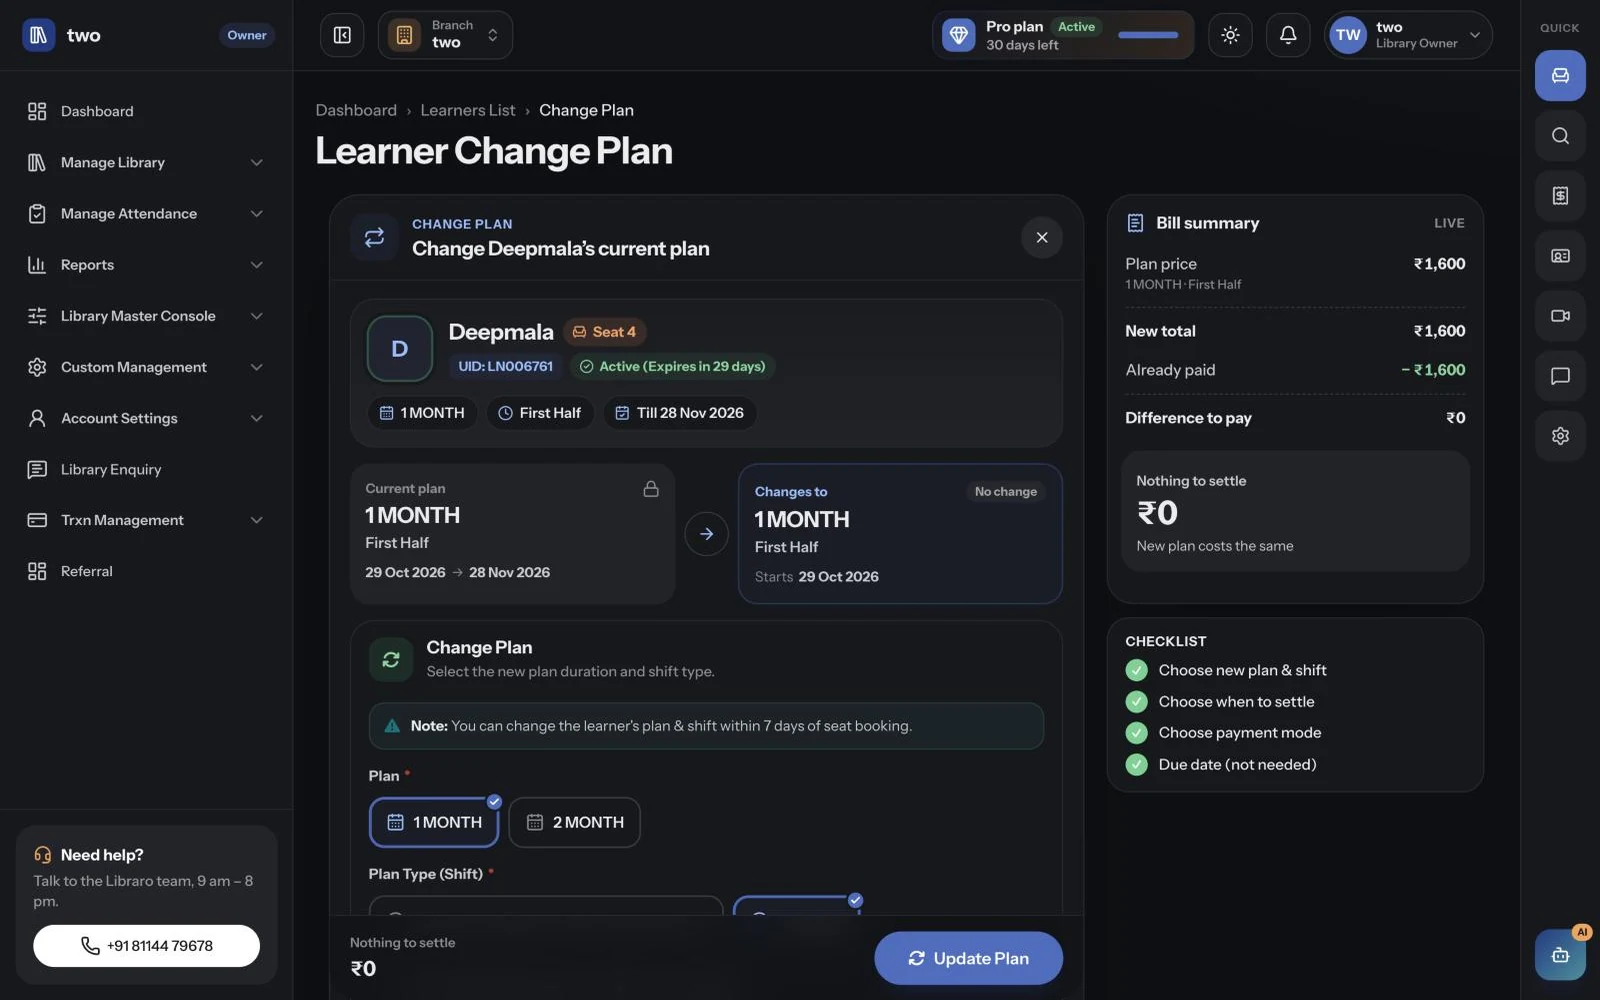 two
Owner
Branch
two
Pro plan Active
30 days left
TW
two
Library Owner
QUICK
Dashboard
Manage Library
Manage Attendance
Reports
Library Master Console
Custom Management
Account Settings
Library Enquiry
Trxn Management
Referral
Need help?
Talk to the Libraro team, 9 am – 8
pm.
+91 81144 79678
Dashboard › Learners List › Change Plan
Learner Change Plan
CHANGE PLAN
Change Deepmala’s current plan
D
Deepmala
Seat 4
UID: LN006761
Active (Expires in 29 days)
1 MONTH
First Half
Till 28 Nov 2026
Current plan
1 MONTH
First Half
29 Oct 2026 → 28 Nov 2026
Changes to
No change
1 MONTH
First Half
Starts 29 Oct 2026
Change Plan
Select the new plan duration and shift type.
Note: You can change the learner's plan & shift within 7 days of seat booking.
Plan *
1 MONTH
2 MONTH
Plan Type (Shift) *
Nothing to settle
₹0
Update Plan
Bill summary
LIVE
Plan price
₹1,600
1 MONTH · First Half
New total
₹1,600
Already paid
– ₹1,600
Difference to pay
₹0
Nothing to settle
₹0
New plan costs the same
CHECKLIST
Choose new plan & shift
Choose when to settle
Choose payment mode
Due date (not needed)
AI